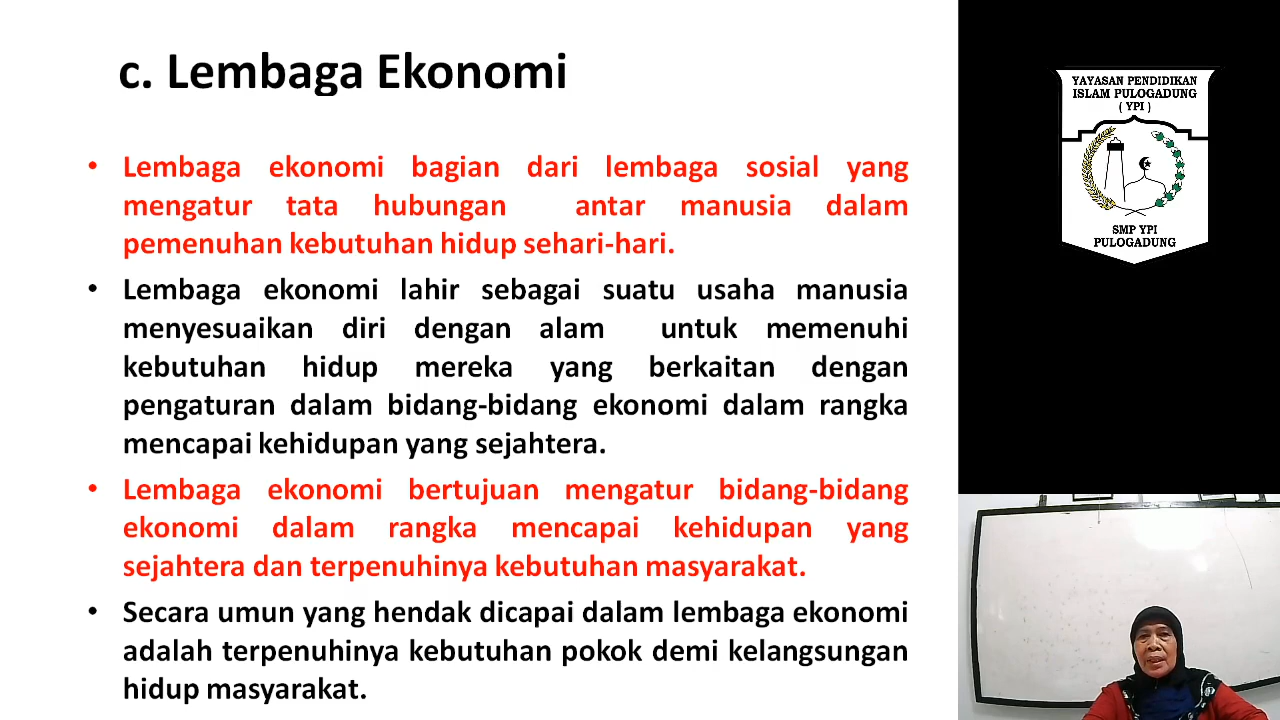 c. Lembaga Ekonomi
• Lembaga ekonomi bagian dari lembaga sosial yang
mengatur tata hubungan antar manusia dalam
pemenuhan kebutuhan hidup sehari-hari.
• Lembaga ekonomi lahir sebagai suatu usaha manusia
menyesuaikan diri dengan alam untuk memenuhi
kebutuhan hidup mereka yang berkaitan dengan
pengaturan dalam bidang-bidang ekonomi dalam rangka
mencapai kehidupan yang sejahtera.
• Lembaga ekonomi bertujuan mengatur bidang-bidang
ekonomi dalam rangka mencapai kehidupan yang
sejahtera dan terpenuhinya kebutuhan masyarakat.
• Secara umun yang hendak dicapai dalam lembaga ekonomi
adalah terpenuhinya kebutuhan pokok demi kelangsungan
hidup masyarakat.
YAYASAN PENDIDIKAN
ISLAM PULOGADUNG
( YPI )
SMP YPI
PULOGADUNG